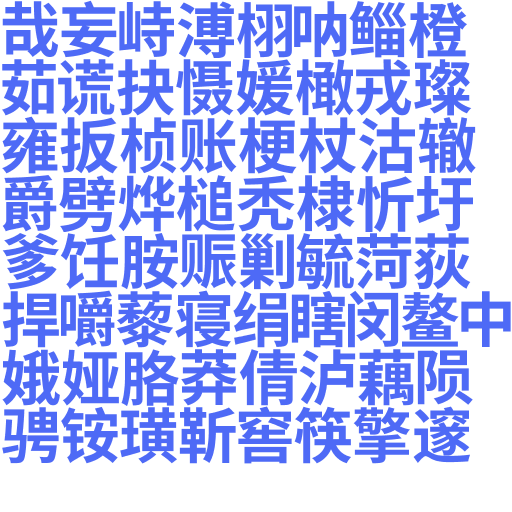 哉妄峙溥栩呐鲻橙
茹谎抉慑媛橄戎璨
雍扳桢账梗杖沽辙
爵劈烨槌秃棣忻圩
爹饪胺赈剿毓菏荻
捍嚼藜寝绢瞎闵鳌中
娥娅胳莽倩泸藕陨
骋铵璜靳窖筷擎邃